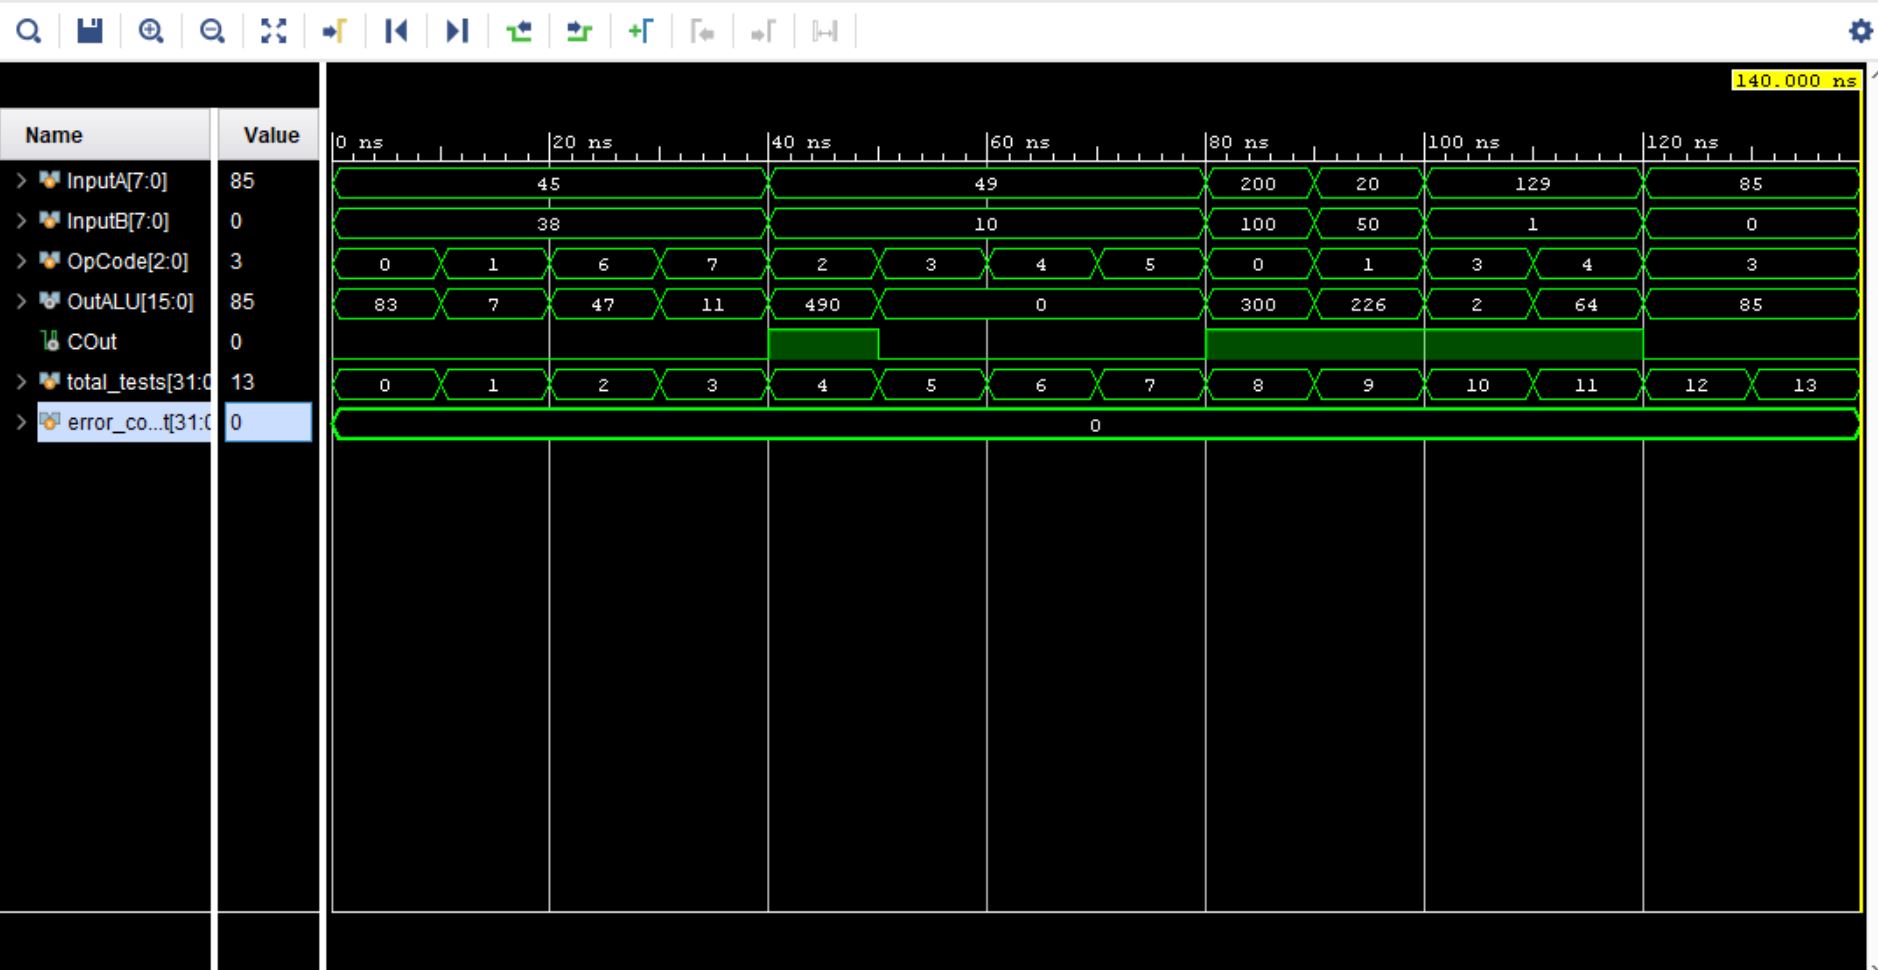 140.000 ns
Name Value
0 ns 20 ns 40 ns 60 ns 80 ns 100 ns 120 ns
InputA[7:0] 85 45 49 200 20 129 85
InputB[7:0] 0 38 10 100 50 1 0
OpCode[2:0] 3 0 1 6 7 2 3 4 5 0 1 3 4 3
OutALU[15:0] 85 83 7 47 11 490 0 300 226 2 64 85
COut 0
total_tests[31:0 13 0 1 2 3 4 5 6 7 8 9 10 11 12 13
error_co...t[31:0 0 0